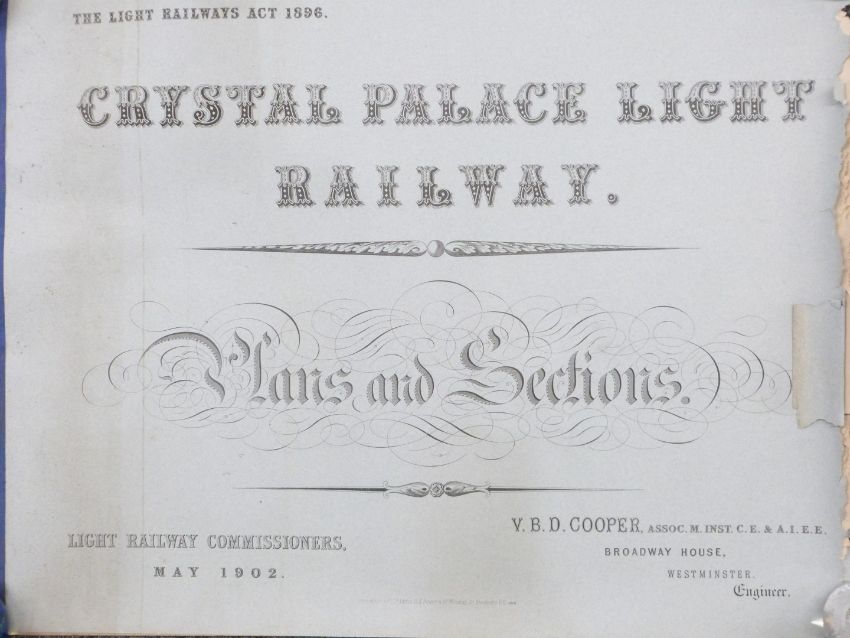 THE LIGHT RAILWAYS ACT 1896.
CRYSTAL PALACE LIGHT
RAILWAY.
Plans and Sections.
LIGHT RAILWAY COMMISSIONERS,
MAY 1902.
V. B. D. COOPER, ASSOC. M. INST. C. E. & A. I. E. E.
BROADWAY HOUSE,
WESTMINSTER.
Engineer.